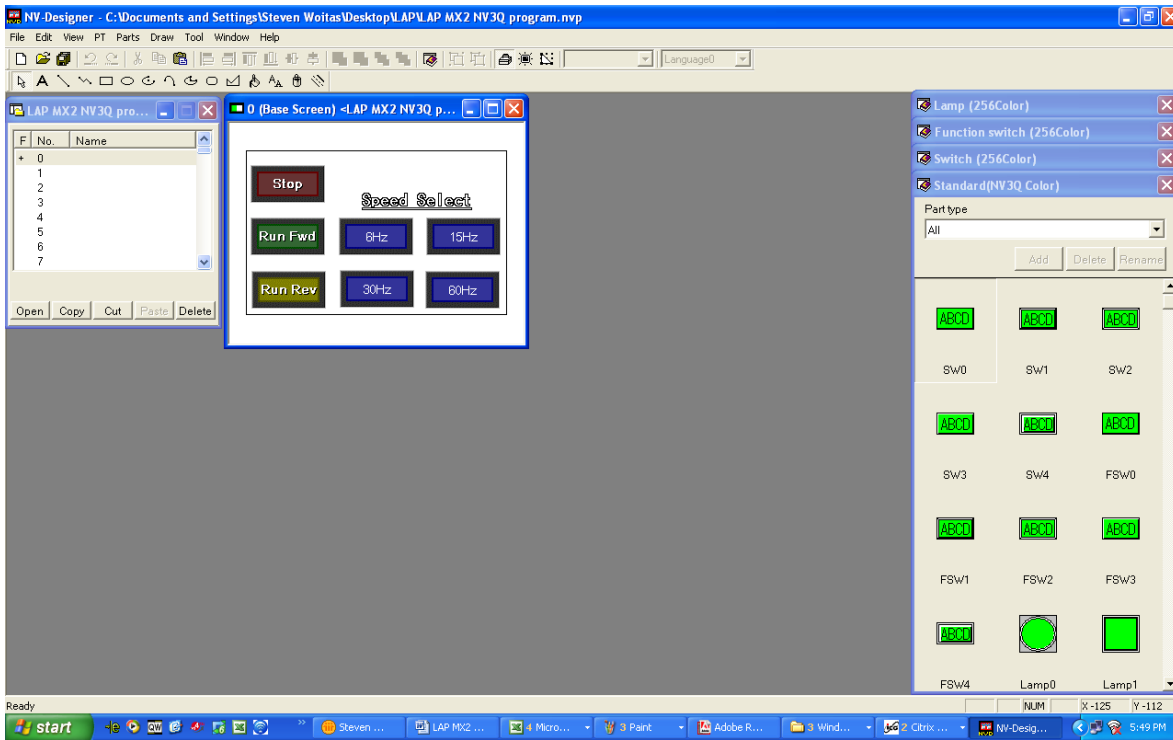 NV-Designer - C:\Documents and Settings\Steven Woitas\Desktop\LAP\LAP MX2 NV3Q program.nvp
File Edit View PT Parts Draw Tool Window Help
Language0
A
LAP MX2 NV3Q pro...
F No. Name
+ 0
1
2
3
4
5
6
7
Open Copy Cut Paste Delete
0 (Base Screen) <LAP MX2 NV3Q p...
Stop
Speed Select
Run Fwd 6Hz 15Hz
Run Rev 30Hz 60Hz
Lamp (256Color)
Function switch (256Color)
Switch (256Color)
Standard(NV3Q Color)
Part type
All
Add Delete Rename
ABCD ABCD ABCD
SW0 SW1 SW2
ABCD ABCD ABCD
SW3 SW4 FSW0
ABCD ABCD ABCD
FSW1 FSW2 FSW3
ABCD
FSW4 Lamp0 Lamp1
Ready
NUM X -125 Y -112
start QW Steven ... LAP MX2 ... 4 Micro... 3 Paint Adobe R... 3 Wind... 2 Citrix ... NV-Desig... 5:49 PM